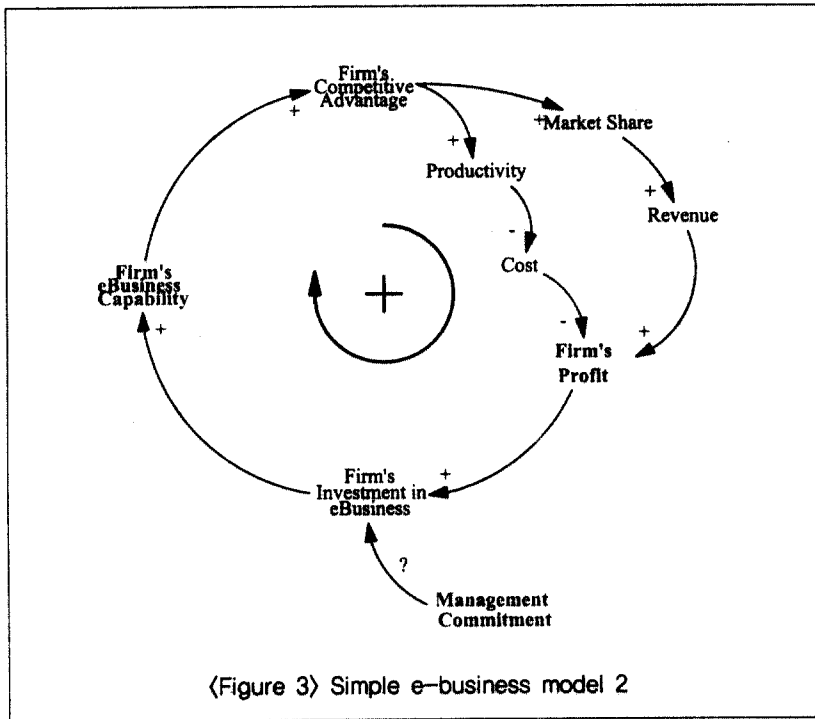 Firm's
Competitive
Advantage
+
+
+
Market Share
Productivity
+
Revenue
-
Cost
Firm's
eBusiness
Capability
+
+
-
+
Firm's
Profit
+
Firm's
Investment in
eBusiness
?
Management
Commitment
〈Figure 3〉 Simple e-business model 2